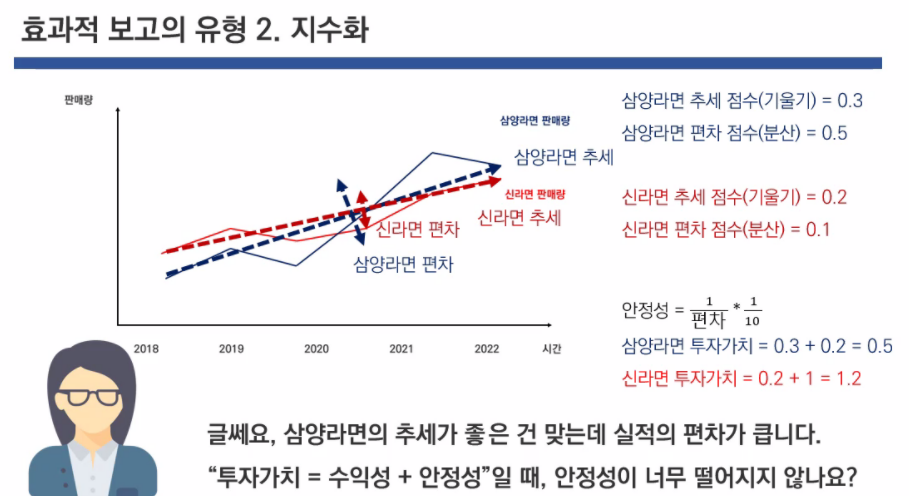 효과적 보고의 유형 2. 지수화
판매량
삼양라면 판매량
삼양라면 추세
신라면 판매량
신라면 추세
신라면 편차
삼양라면 편차
2018 2019 2020 2021 2022 시간
삼양라면 추세 점수(기울기) = 0.3
삼양라면 편차 점수(분산) = 0.5
신라면 추세 점수(기울기) = 0.2
신라면 편차 점수(분산) = 0.1
안정성 = 1/편차 * 1/10
삼양라면 투자가치 = 0.3 + 0.2 = 0.5
신라면 투자가치 = 0.2 + 1 = 1.2
글쎄요, 삼양라면의 추세가 좋은 건 맞는데 실적의 편차가 큽니다.
“투자가치 = 수익성 + 안정성”일 때, 안정성이 너무 떨어지지 않나요?